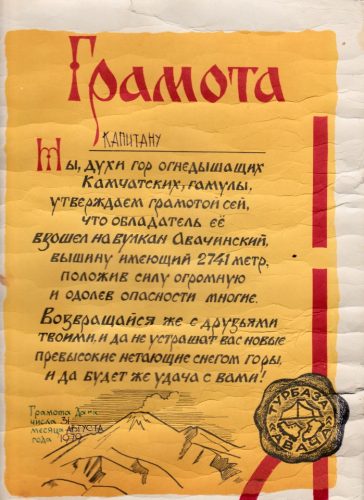 Грамота
КАПИТАНУ
Мы, духи гор огнедышащих
Камчатских, гамулы,
утверждаем грамотой сей,
что обладатель её
взошел на вулкан Авачинский,
вышину имеющий 2741 метр,
положив силу огромную
и одолев опасности многие.
Возвращайся же с друзьями
твоими, и да не устрашат вас новые
превысокие нетающие снегом горы,
и да будет же удача с вами!
Грамота дана
числа 31
месяца АВГУСТА
года 1979
ТУРБАЗА
АВАЧА